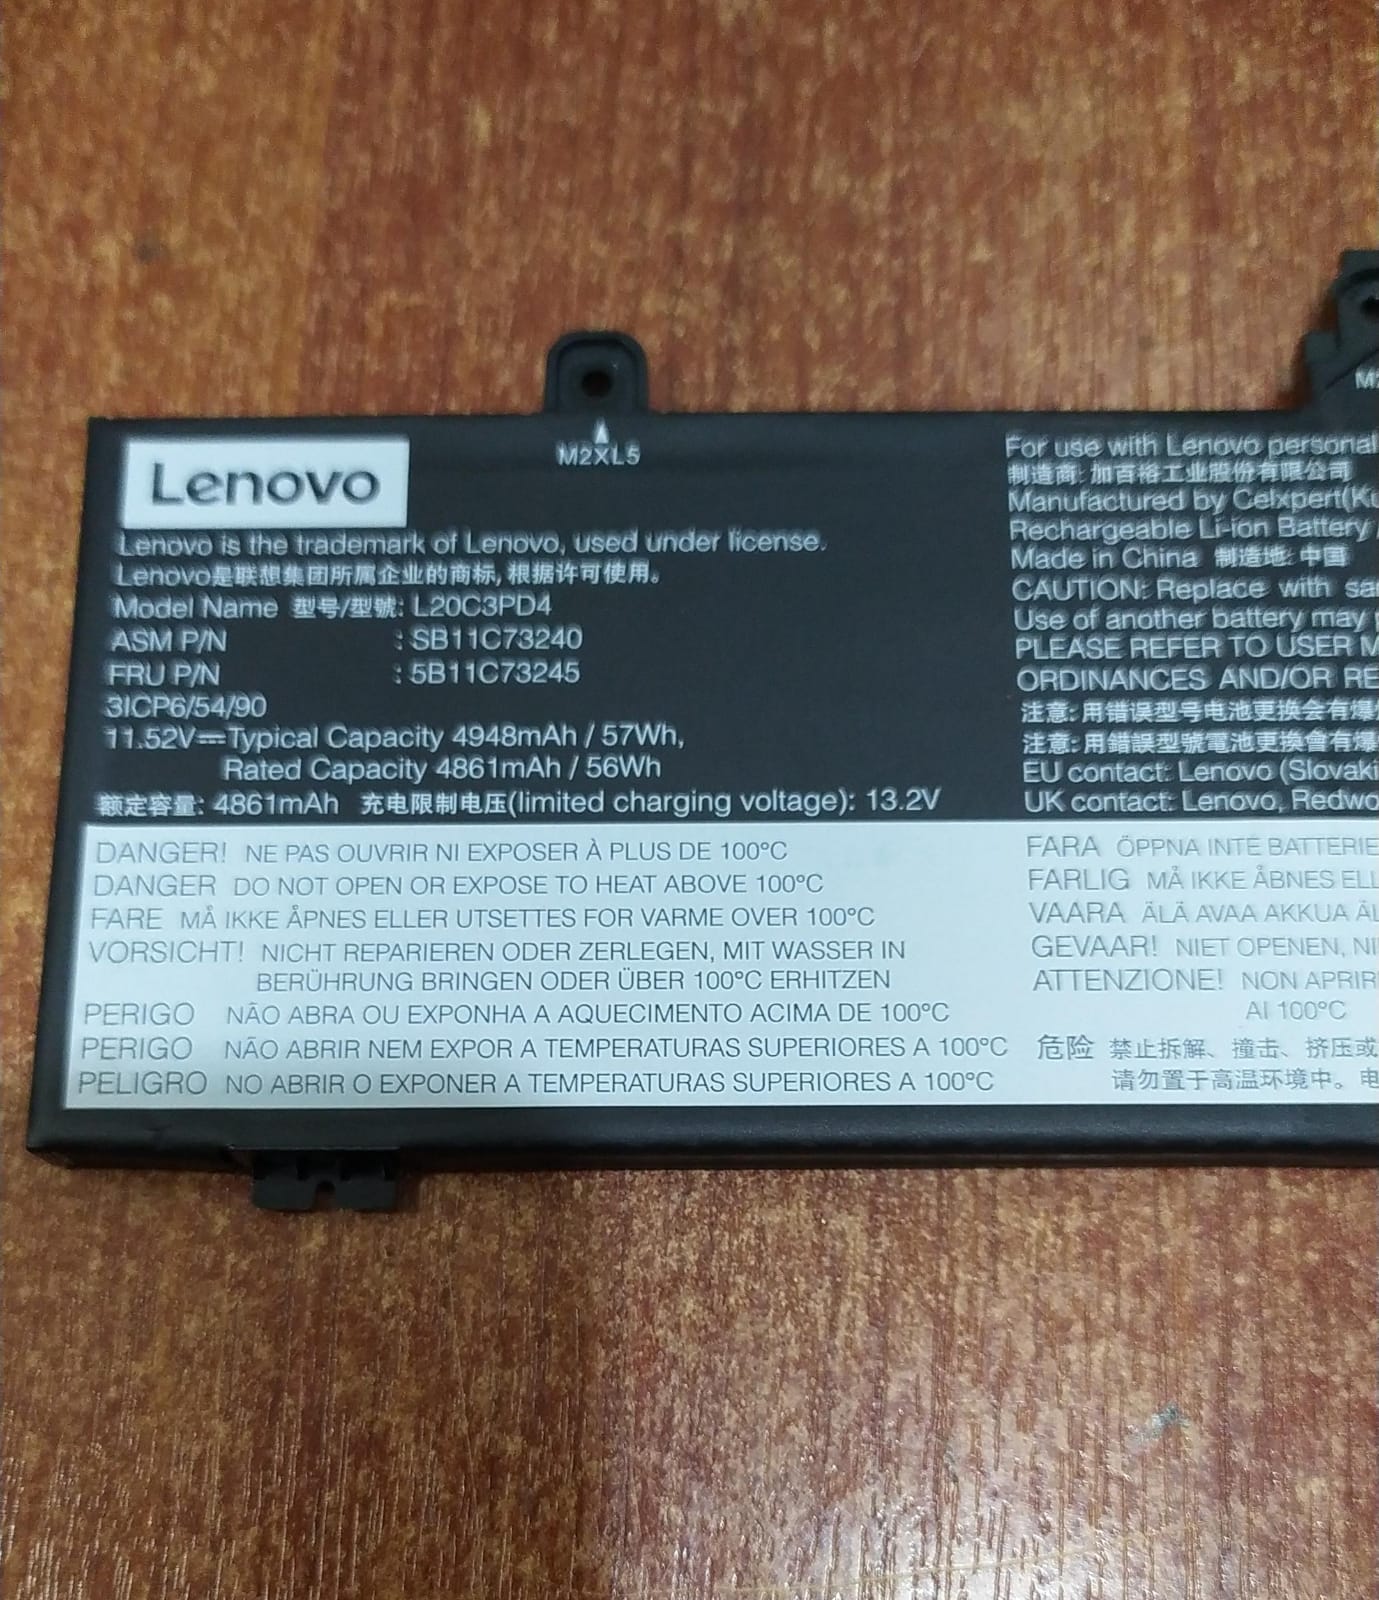 Lenovo
M2XL5
Lenovo is the trademark of Lenovo, used under license.
Lenovo是联想集团所属企业的商标,根据许可使用。
Model Name 型号/型號: L20C3PD4
ASM P/N : SB11C73240
FRU P/N : 5B11C73245
3ICP6/54/90
11.52V⎓Typical Capacity 4948mAh / 57Wh,
Rated Capacity 4861mAh / 56Wh
额定容量: 4861mAh 充电限制电压(limited charging voltage): 13.2V
For use with Lenovo personal
制造商: 加百裕工业股份有限公司
Manufactured by Celxpert(Ku
Rechargeable Li-ion Battery
Made in China 制造地: 中国
CAUTION: Replace with sa
Use of another battery may
PLEASE REFER TO USER M
ORDINANCES AND/OR RE
注意: 用错误型号电池更换会有爆
注意: 用錯誤型號電池更換會有爆
EU contact: Lenovo (Slovaki
UK contact: Lenovo, Redwo
DANGER! NE PAS OUVRIR NI EXPOSER À PLUS DE 100°C
DANGER DO NOT OPEN OR EXPOSE TO HEAT ABOVE 100°C
FARE MÅ IKKE ÅPNES ELLER UTSETTES FOR VARME OVER 100°C
VORSICHT! NICHT REPARIEREN ODER ZERLEGEN, MIT WASSER IN
BERÜHRUNG BRINGEN ODER ÜBER 100°C ERHITZEN
PERIGO NÃO ABRA OU EXPONHA A AQUECIMENTO ACIMA DE 100°C
PERIGO NÃO ABRIR NEM EXPOR A TEMPERATURAS SUPERIORES A 100°C
PELIGRO NO ABRIR O EXPONER A TEMPERATURAS SUPERIORES A 100°C
FARA ÖPPNA INTE BATTERIE
FARLIG MÅ IKKE ÅBNES ELL
VAARA ÄLÄ AVAA AKKUA ÄL
GEVAAR! NIET OPENEN, NI
ATTENZIONE! NON APRIR
AI 100°C
危险 禁止拆解、撞击、挤压或
请勿置于高温环境中。电